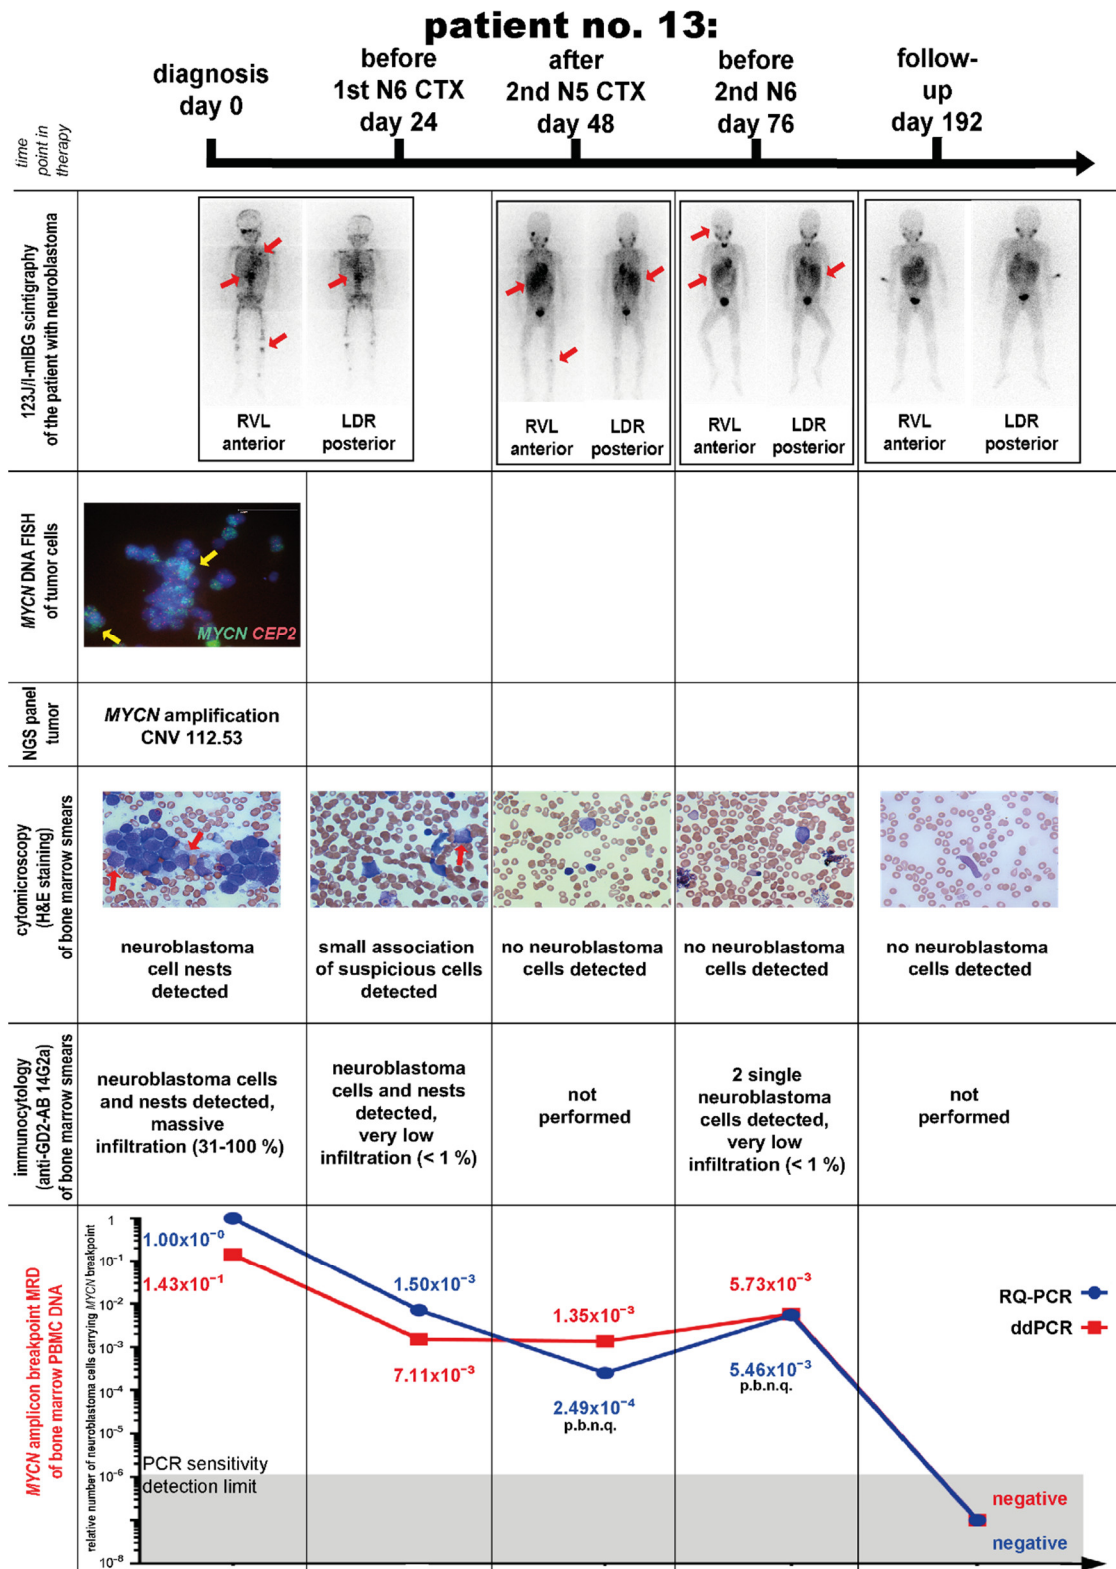 patient no. 13:
diagnosis
day 0
before
1st N6 CTX
day 24
after
2nd N5 CTX
day 48
before
2nd N6
day 76
follow-
up
day 192
time
point in
therapy
123J/I-mIBG scintigraphy
of the patient with neuroblastoma
RVL
anterior
LDR
posterior
RVL
anterior
LDR
posterior
RVL
anterior
LDR
posterior
RVL
anterior
LDR
posterior
MYCN DNA FISH
of tumor cells
MYCN CEP2
NGS panel
tumor
MYCN amplification
CNV 112.53
cytomicroscopy
(H&E staining)
of bone marrow smears
neuroblastoma
cell nests
detected
small association
of suspicious cells
detected
no neuroblastoma
cells detected
no neuroblastoma
cells detected
no neuroblastoma
cells detected
immunocytology
(anti-GD2-AB 14G2a)
of bone marrow smears
neuroblastoma cells
and nests detected,
massive
infiltration (31-100 %)
neuroblastoma
cells and nests
detected,
very low
infiltration (< 1 %)
not
performed
2 single
neuroblastoma
cells detected,
very low
infiltration (< 1 %)
not
performed
MYCN amplicon breakpoint MRD
of bone marrow PBMC DNA
relative number of neuroblastoma cells carrying MYCN breakpoint
1
10⁻¹
10⁻²
10⁻³
10⁻⁴
10⁻⁵
10⁻⁶
10⁻⁷
10⁻⁸
1.00x10⁻⁰
1.43x10⁻¹
1.50x10⁻³
7.11x10⁻³
1.35x10⁻³
2.49x10⁻⁴
p.b.n.q.
5.73x10⁻³
5.46x10⁻³
p.b.n.q.
RQ-PCR
ddPCR
PCR sensitivity
detection limit
negative
negative